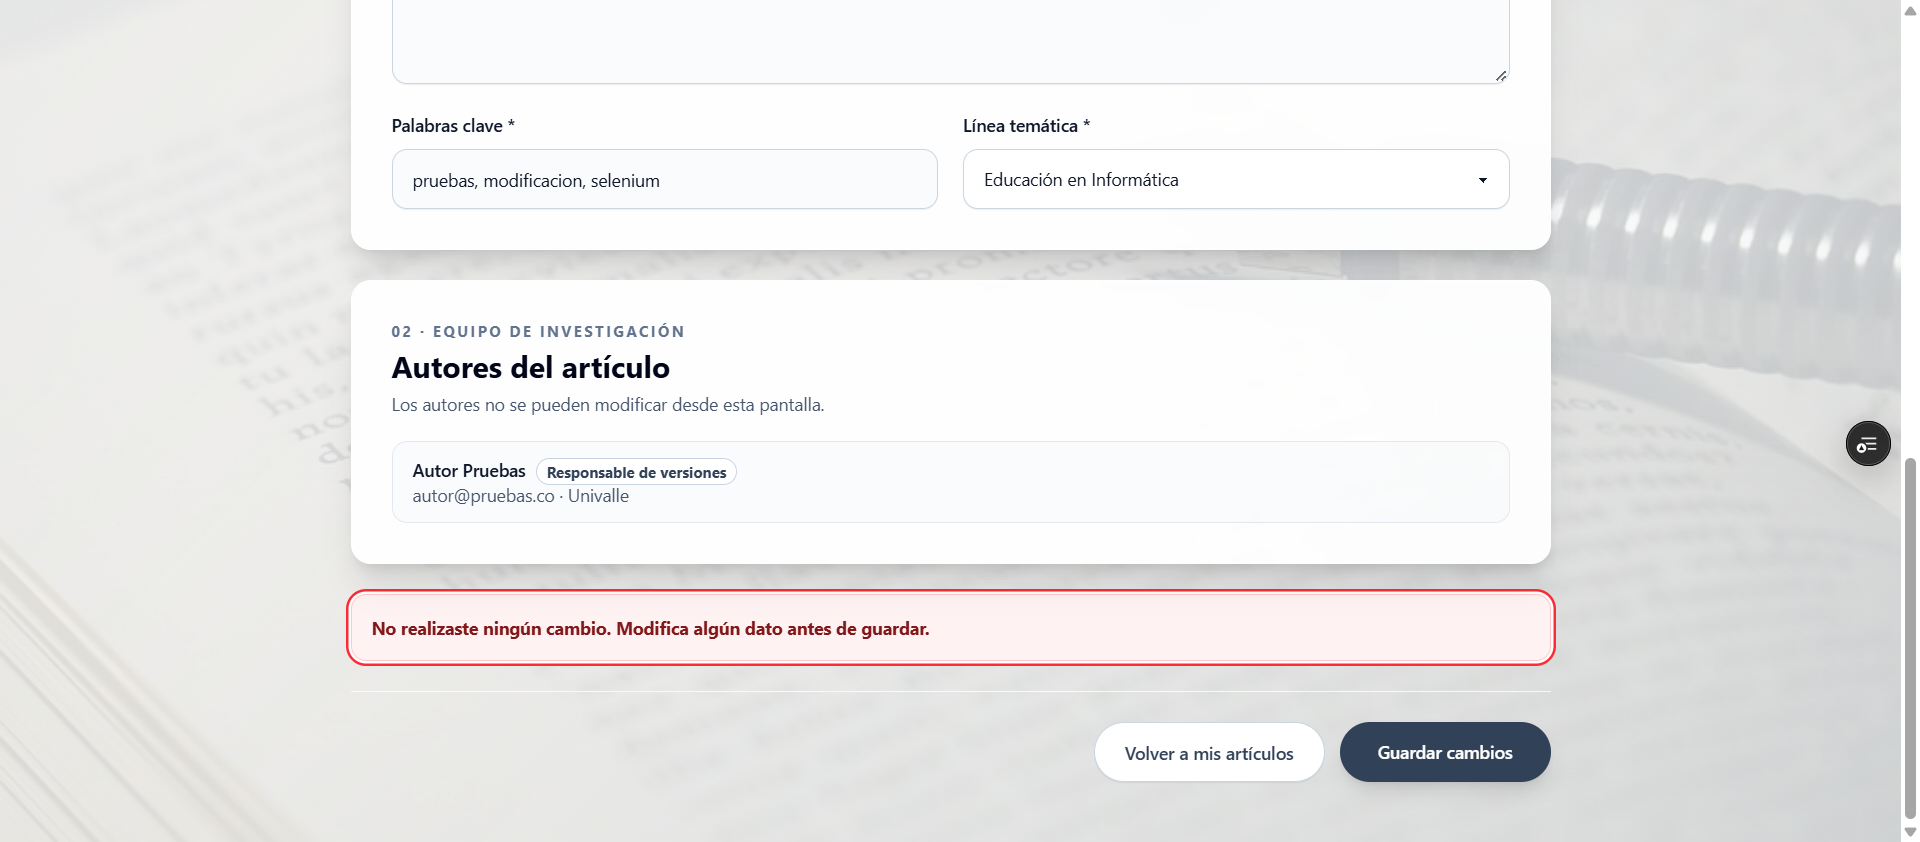 Palabras clave *
Línea temática *
pruebas, modificacion, selenium
Educación en Informática
02 · EQUIPO DE INVESTIGACIÓN
Autores del artículo
Los autores no se pueden modificar desde esta pantalla.
Autor Pruebas Responsable de versiones
autor@pruebas.co · Univalle
No realizaste ningún cambio. Modifica algún dato antes de guardar.
Volver a mis artículos
Guardar cambios